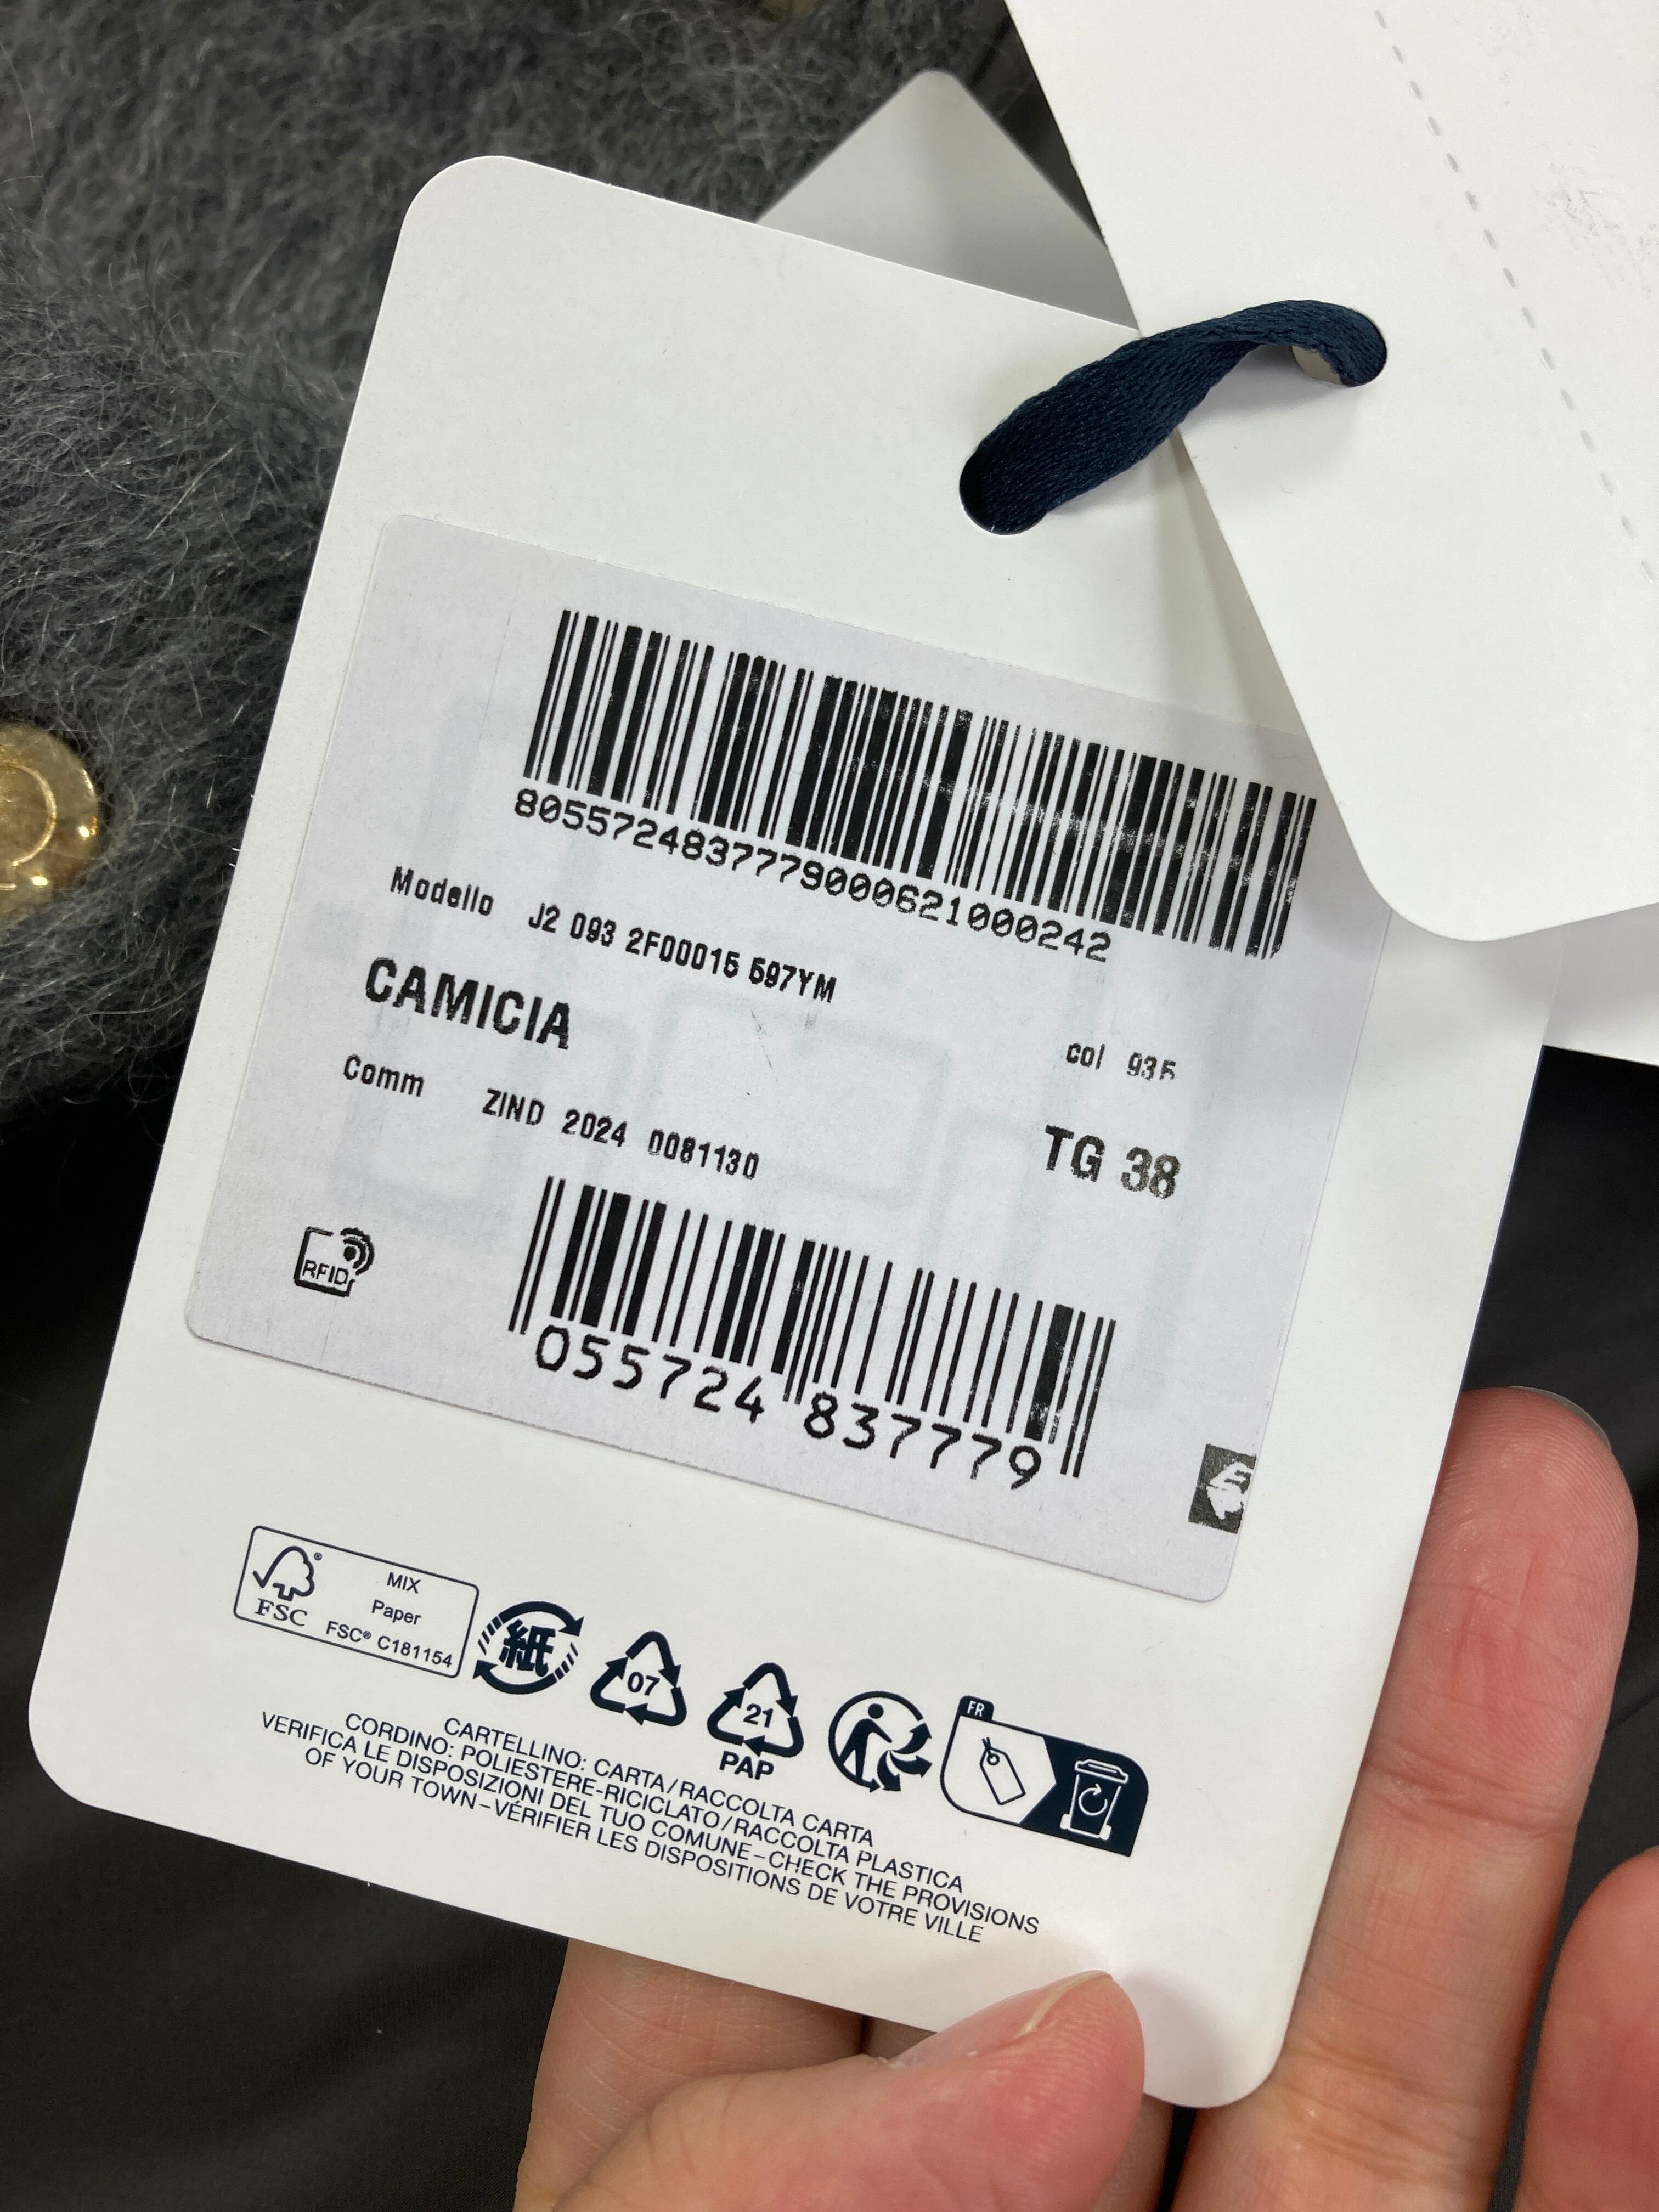 8055724837779000621000242
Modello J2 093 2F00015 597YM
CAMICIA
col 935
Comm ZIND 2024 0081130
TG 38
RFID
055724 837779
FSC
MIX
Paper
FSC® C181154
紙
07
21
PAP
FR
CARTELLINO: CARTA/RACCOLTA CARTA
CORDINO: POLIESTERE-RICICLATO/RACCOLTA PLASTICA
VERIFICA LE DISPOSIZIONI DEL TUO COMUNE–CHECK THE PROVISIONS
OF YOUR TOWN–VÉRIFIER LES DISPOSITIONS DE VOTRE VILLE